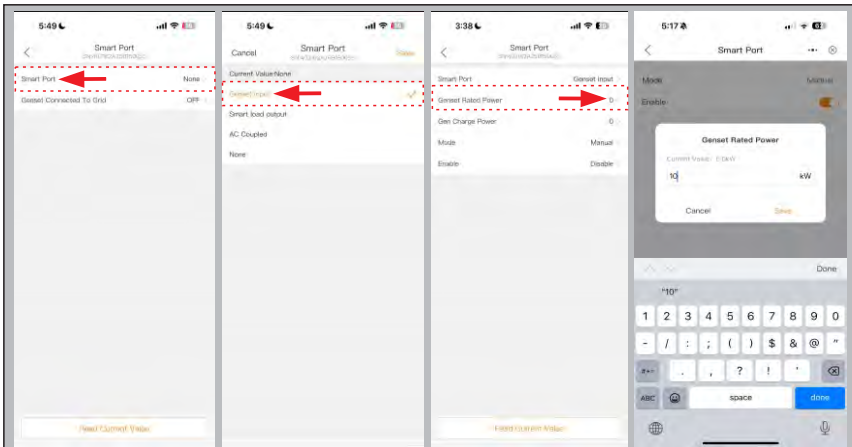 5:49
Smart Port
Smart Port
None
Genset Connected To Grid
OFF
Read Current Value
5:49
Cancel
Smart Port
Current Value:None
Genset Input
Smart load output
AC Coupled
None
3:38
Smart Port
Smart Port
Genset Input
Genset Rated Power
0
Gen Charge Power
0
Mode
Manual
Enable
Disable
Read Current Value
5:17
Smart Port
Mode
Manual
Enable
Genset Rated Power
10
kW
Cancel
Save
Done
"10"
1 2 3 4 5 6 7 8 9 0
- / : ; ( ) $ & @ "
#+= . , ? ! '
ABC
space
done